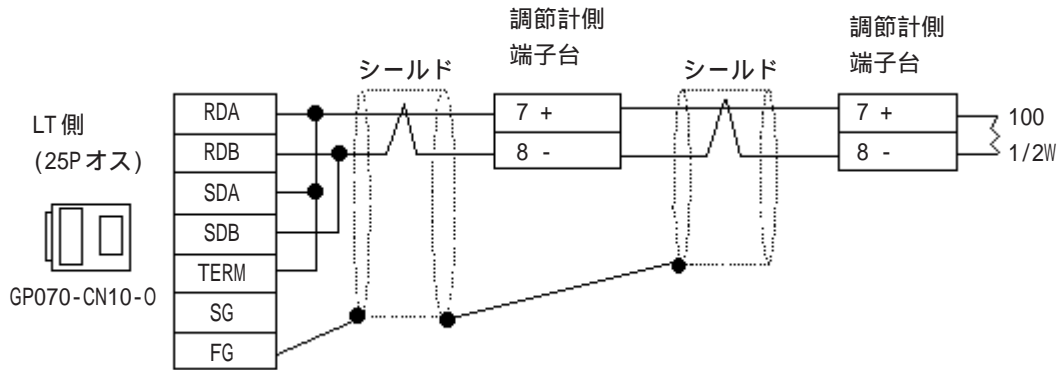 調節計側
端子台
調節計側
端子台
シールド
シールド
LT側
(25Pオス)
GP070-CN10-O
RDA
RDB
SDA
SDB
TERM
SG
FG
7 +
8 -
7 +
8 -
100
1/2W